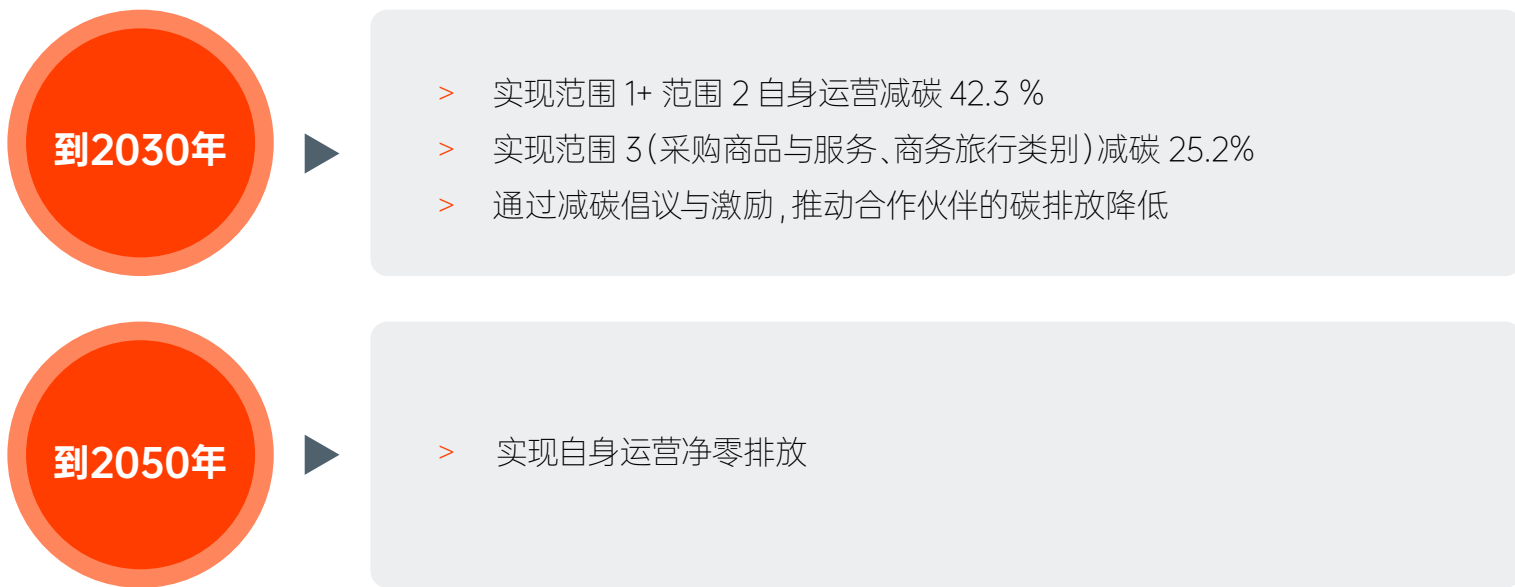 到2030年
> 实现范围 1+ 范围 2 自身运营减碳 42.3 %
> 实现范围 3(采购商品与服务、商务旅行类别)减碳 25.2%
> 通过减碳倡议与激励,推动合作伙伴的碳排放降低
到2050年
> 实现自身运营净零排放